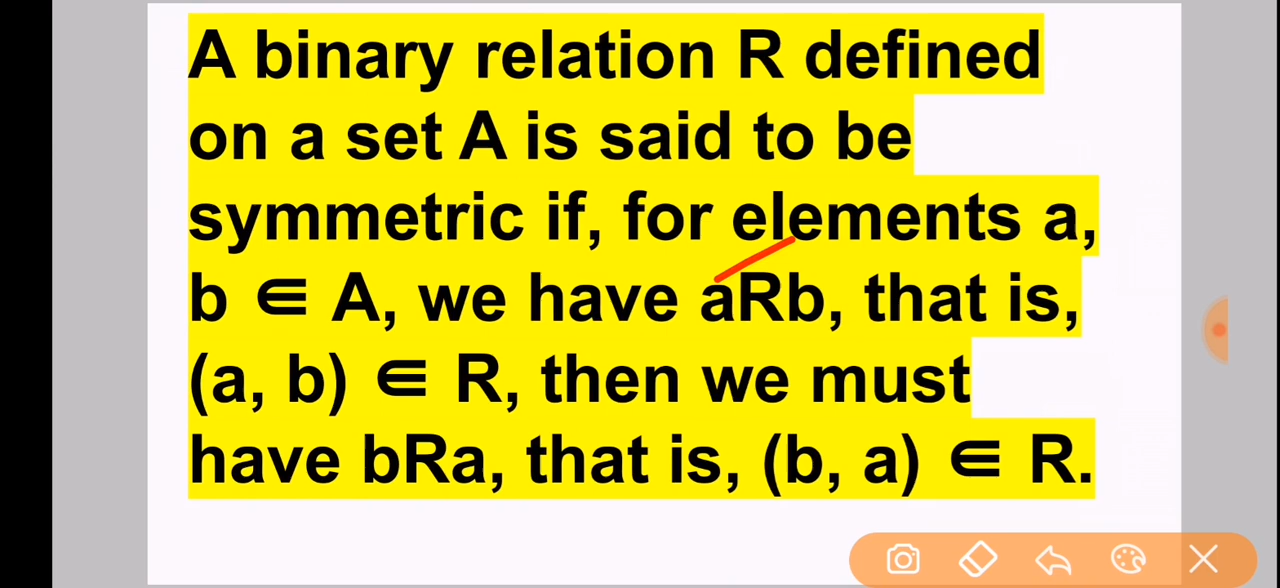 A binary relation R defined
on a set A is said to be
symmetric if, for elements a,
b ∈ A, we have aRb, that is,
(a, b) ∈ R, then we must
have bRa, that is, (b, a) ∈ R.